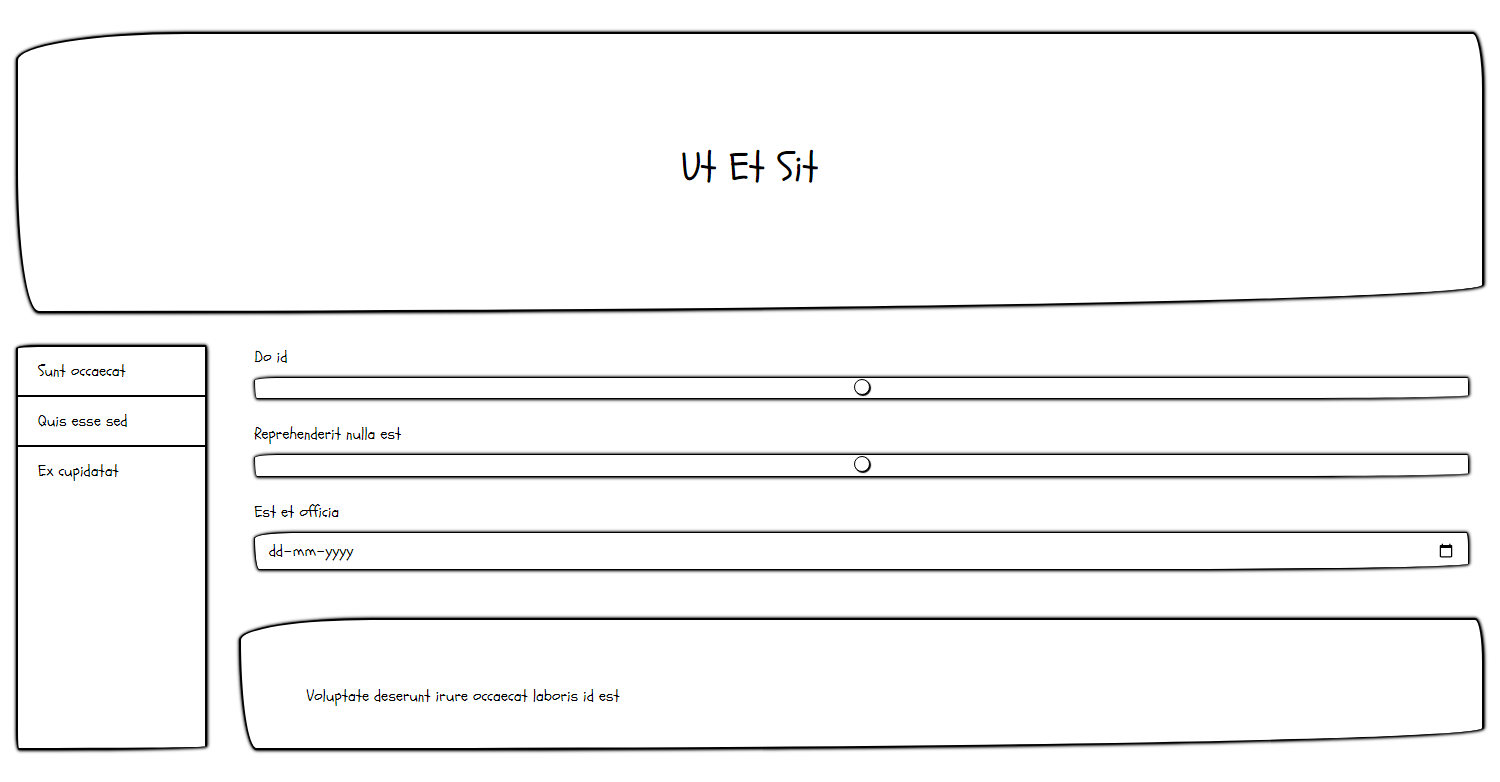 Ut Et Sit
Sunt occaecat
Quis esse sed
Ex cupidatat
Do id
Reprehenderit nulla est
Est et officia
dd-mm-yyyy
Voluptate deserunt irure occaecat laboris id est